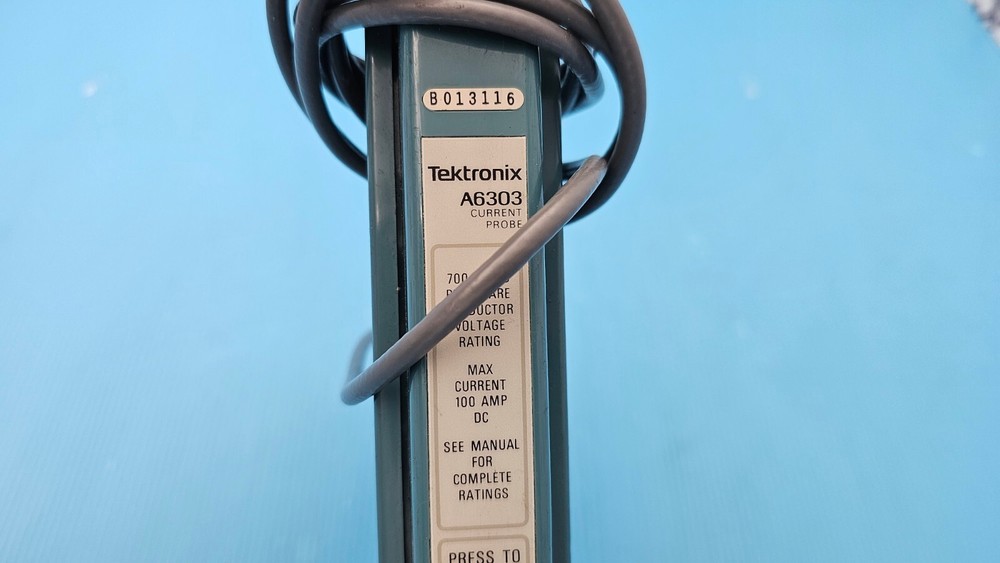 B013116
Tektronix
A6303
CURRENT
PROBE
700
VOLTAGE
RATING
MAX
CURRENT
100 AMP
DC
SEE MANUAL
FOR
COMPLETE
RATINGS
PRESS TO